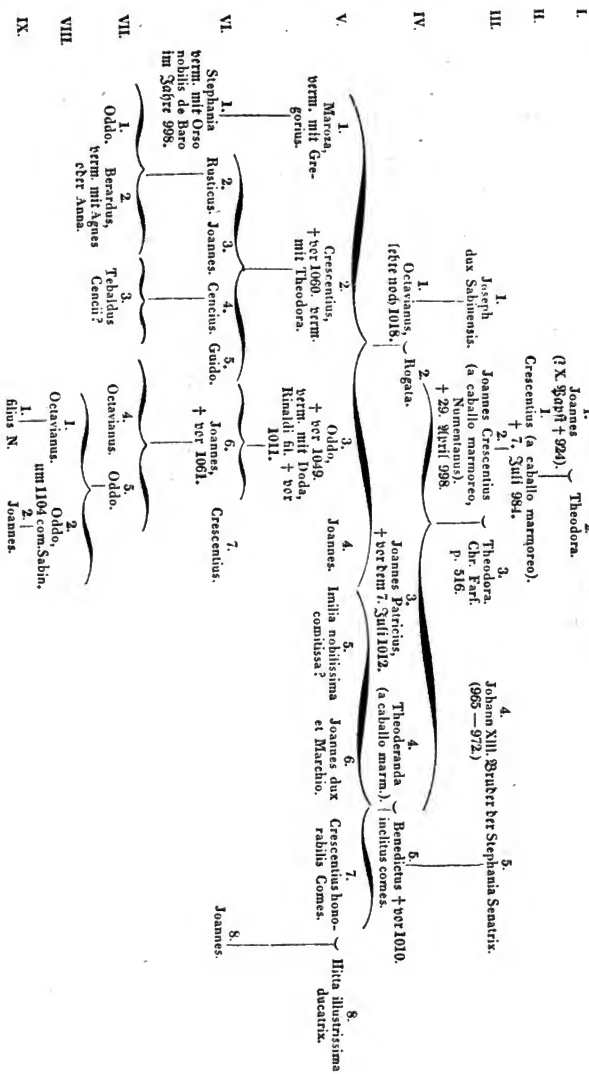 I.
1.
Joannes
(? X. Papst † 924).
2.
Theodora.
II.
1.
Crescentius (a caballo marmoreo).
† 7. Juli 984.
III.
1.
Joseph
dux Sabinensis.
2.
Joannes Crescentius
(a caballo marmoreo,
Numentanus).
† 29. April 998.
3.
Theodora.
Chr. Farf.
p. 516.
4.
Johann XIII. Bruder der Stephania Senatrix.
(965 — 972.)
5.
IV.
1.
Octavianus,
lebte noch 1018.
2.
Rogata.
3.
Joannes Patricius,
† vor dem 7. Juli 1012.
4.
Theoderanda
(a caballo marm.).
5.
Benedictus † vor 1010.
inclitus comes.
V.
1.
Maroza,
verm. mit Gre-
gorius.
2.
Crescentius,
† vor 1060. verm.
mit Theodora.
3.
Oddo,
† vor 1049.
verm. mit Doda,
Rinaldi fil. † vor
1011.
4.
Joannes.
5.
Imilia nobilissima
comitissa?
6.
Joannes dux
et Marchio.
7.
Crescentius hono-
rabilis Comes.
8.
Hitta illustrissima
ducatrix.
VI.
1.
Stephania
verm. mit Orso
nobilis de Baro
im Jahre 998.
2. 3. 4. 5.
Rusticus. Joannes. Cencius. Guido.
6.
Joannes,
† vor 1061.
7.
Crescentius.
8.
Joannes.
VII.
1.
Oddo.
2.
Berardus,
verm. mit Agnes
oder Anna.
3.
Tebaldus
Cencii?
4.
Octavianus.
5.
Oddo.
VIII.
1.
Octavianus.
2.
Oddo,
um 1104 com. Sabin.
IX.
1.
filius N.
2.
Joannes.